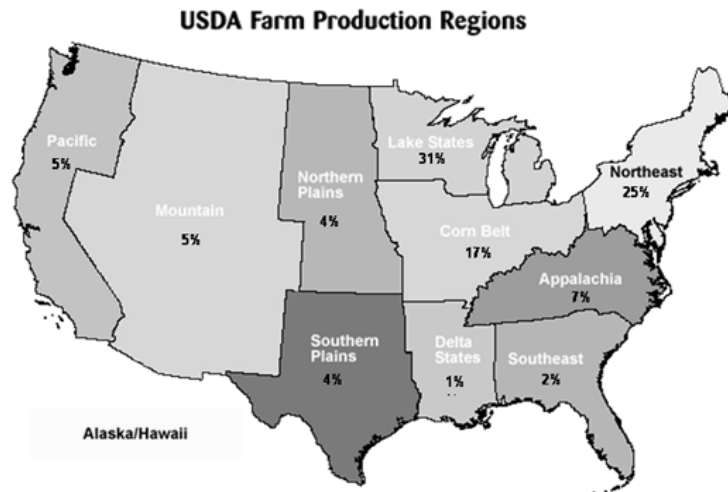 USDA Farm Production Regions
Pacific
5%
Mountain
5%
Northern
Plains
4%
Lake States
31%
Northeast
25%
Corn Belt
17%
Appalachia
7%
Southern
Plains
4%
Delta
States
1%
Southeast
2%
Alaska/Hawaii